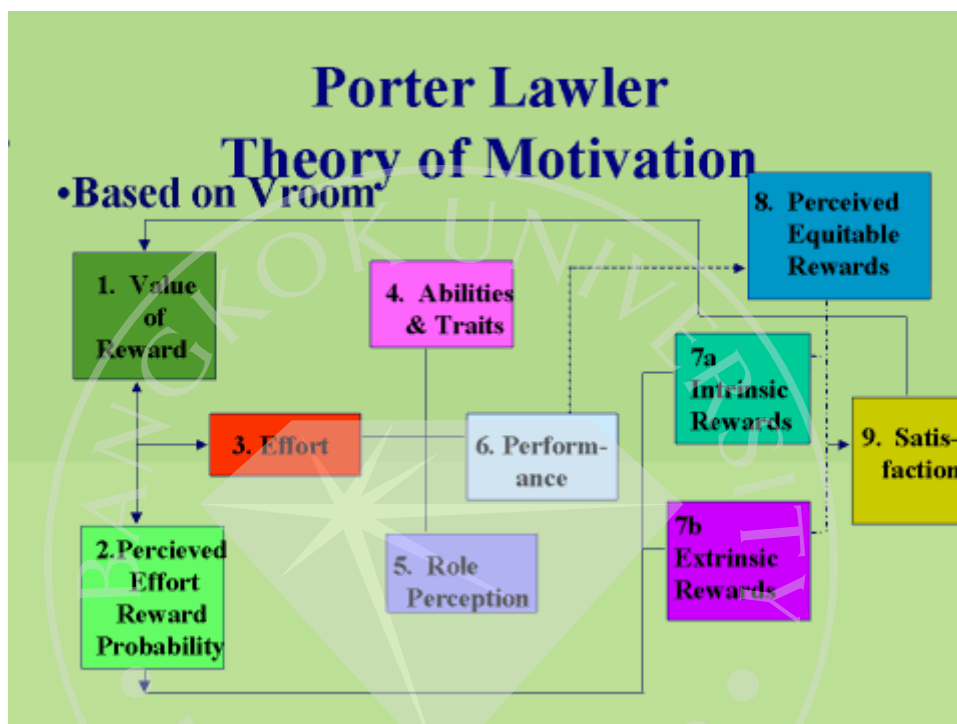 Porter Lawler
Theory of Motivation
•Based on Vroom
8. Perceived
Equitable
Rewards
1. Value
of
Reward
4. Abilities
& Traits
7a
Intrinsic
Rewards
3. Effort
6. Perform-
ance
9. Satis-
faction
2.Percieved
Effort
Reward
Probability
5. Role
Perception
7b
Extrinsic
Rewards
BANGKOK UNIVERSITY